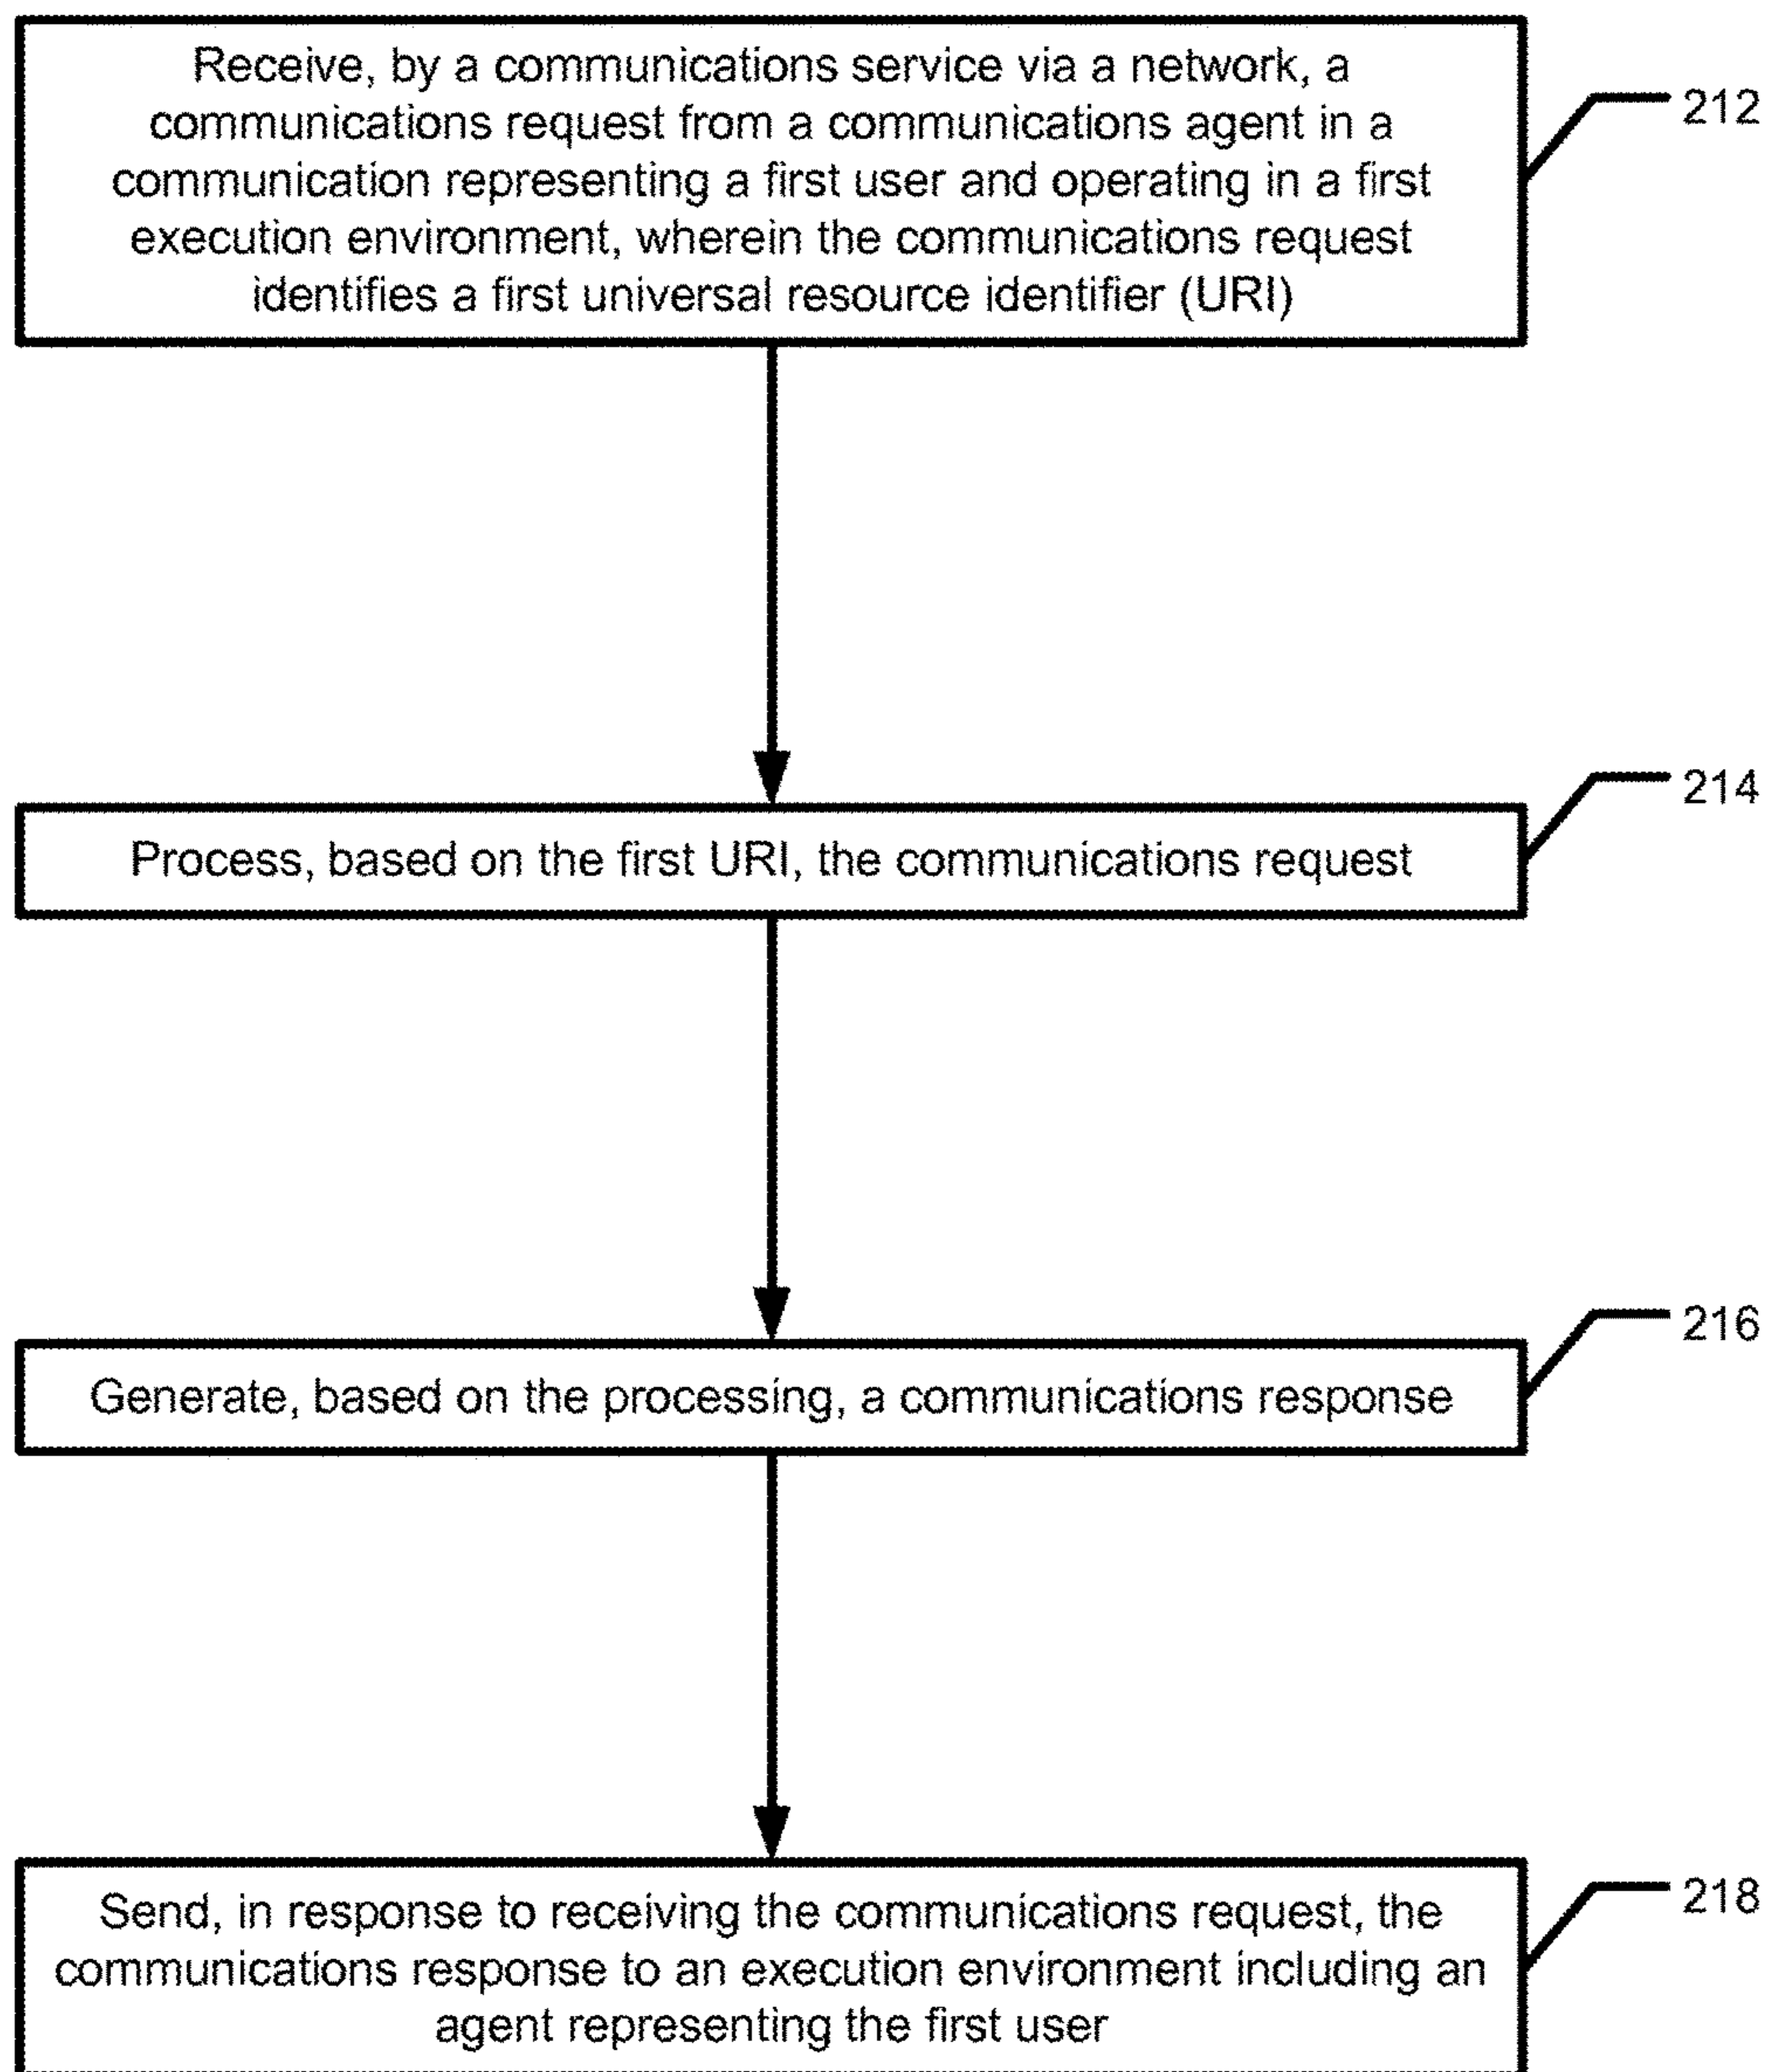 Receive, by a communications service via a network, a
communications request from a communications agent in a
communication representing a first user and operating in a first
execution environment, wherein the communications request
identifies a first universal resource identifier (URI)
212
214
Process, based on the first URI, the communications request
216
Generate, based on the processing, a communications response
218
Send, in response to receiving the communications request, the
communications response to an execution environment including an
agent representing the first user